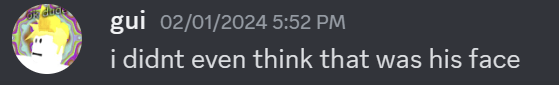 gui 02/01/2024 5:52 PM
i didnt even think that was his face